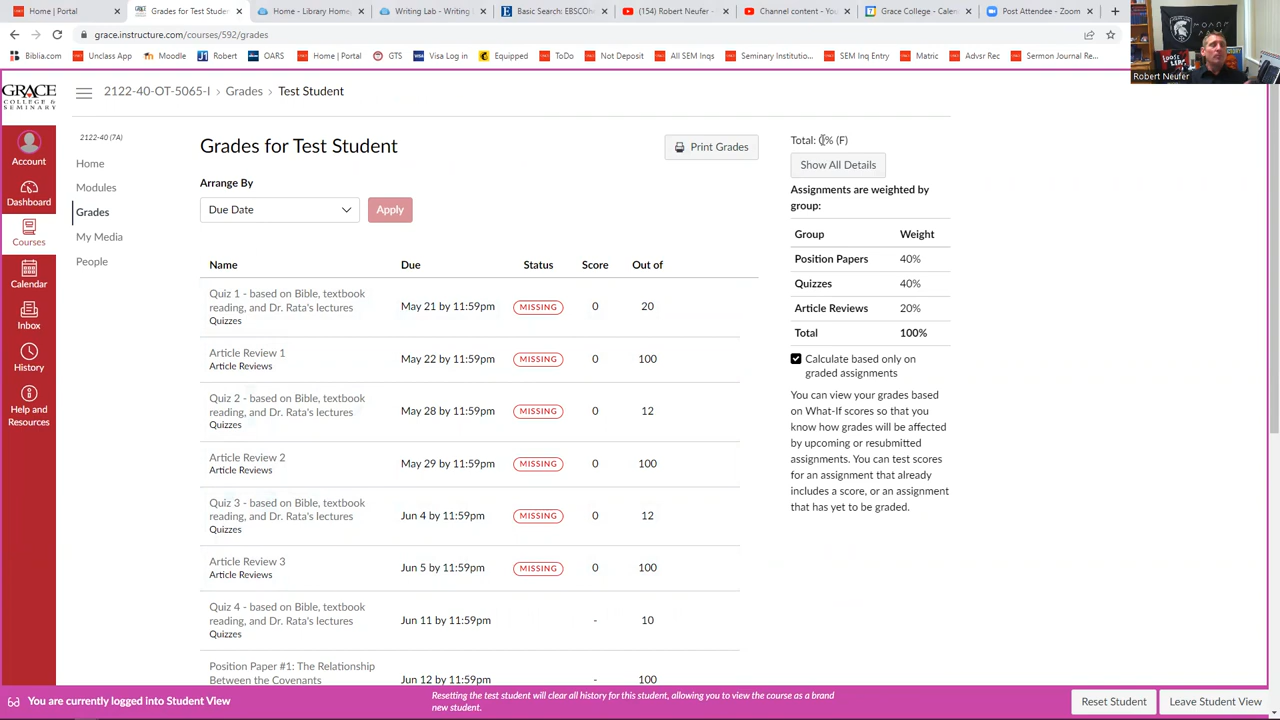 Home | Portal
Grades for Test Student
Home - Library Home
Writing Lab - Writing
Basic Search: EBSCOh
(154) Robert Neufer -
Channel content - You
Grace College - Calen
Post Attendee - Zoom
grace.instructure.com/courses/592/grades
Biblia.com
Unclass App
Moodle
Robert
OARS
Home | Portal
GTS
Visa Log in
Equipped
ToDo
Not Deposit
All SEM Inqs
Seminary Institutio...
SEM Inq Entry
Matric
Advsr Rec
Sermon Journal Re...
Robert Neufer
GRACE
COLLEGE &
SEMINARY
2122-40-OT-5065-I > Grades > Test Student
Account
Dashboard
Courses
Calendar
Inbox
History
Help and
Resources
2122-40 (7A)
Home
Modules
Grades
My Media
People
Grades for Test Student
Print Grades
Arrange By
Due Date
Apply
Name Due Status Score Out of
Quiz 1 - based on Bible, textbook
reading, and Dr. Rata's lectures
Quizzes
May 21 by 11:59pm MISSING 0 20
Article Review 1
Article Reviews
May 22 by 11:59pm MISSING 0 100
Quiz 2 - based on Bible, textbook
reading, and Dr. Rata's lectures
Quizzes
May 28 by 11:59pm MISSING 0 12
Article Review 2
Article Reviews
May 29 by 11:59pm MISSING 0 100
Quiz 3 - based on Bible, textbook
reading, and Dr. Rata's lectures
Quizzes
Jun 4 by 11:59pm MISSING 0 12
Article Review 3
Article Reviews
Jun 5 by 11:59pm MISSING 0 100
Quiz 4 - based on Bible, textbook
reading, and Dr. Rata's lectures
Quizzes
Jun 11 by 11:59pm - 10
Position Paper #1: The Relationship
Between the Covenants
Jun 12 by 11:59pm - 100
Total: 0% (F)
Show All Details
Assignments are weighted by
group:
Group Weight
Position Papers 40%
Quizzes 40%
Article Reviews 20%
Total 100%
Calculate based only on
graded assignments
You can view your grades based
on What-If scores so that you
know how grades will be affected
by upcoming or resubmitted
assignments. You can test scores
for an assignment that already
includes a score, or an assignment
that has yet to be graded.
You are currently logged into Student View
Resetting the test student will clear all history for this student, allowing you to view the course as a brand
new student.
Reset Student
Leave Student View